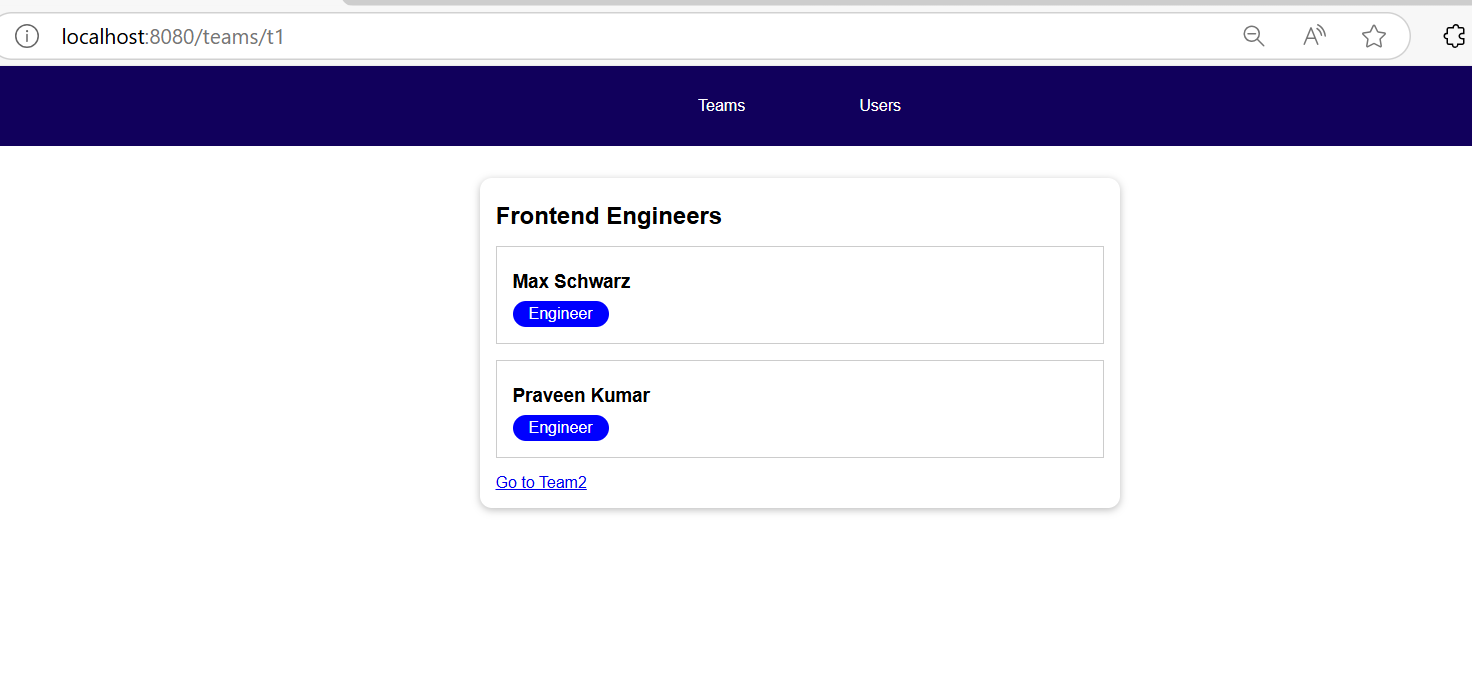 localhost:8080/teams/t1
Teams Users
Frontend Engineers
Max Schwarz
Engineer
Praveen Kumar
Engineer
Go to Team2